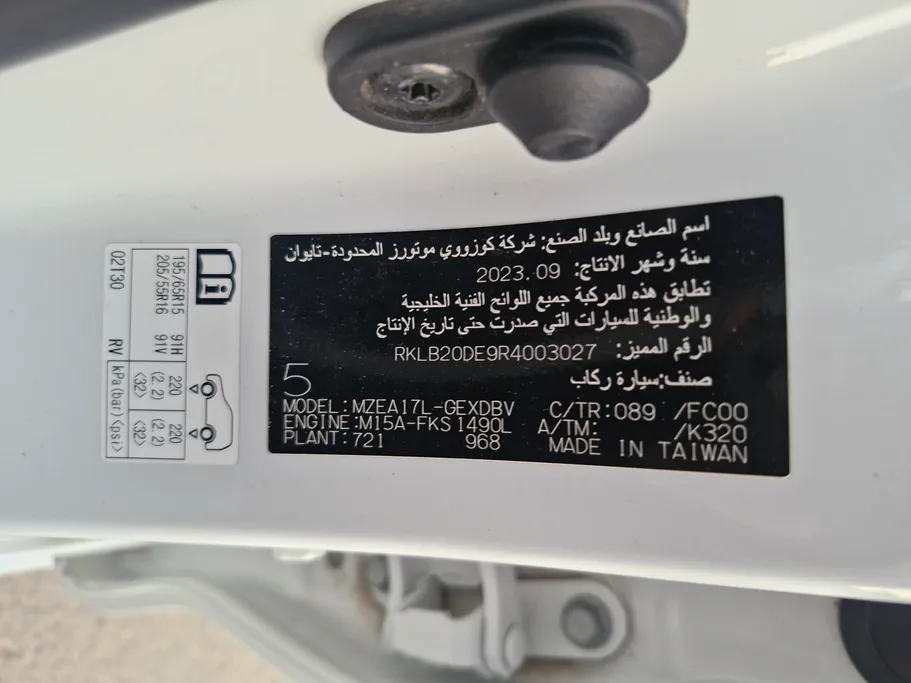 اسم الصانع وبلد الصنع: شركة كوزووي موتورز المحدودة-تايوان
سنة وشهر الانتاج: 2023.09
تطابق هذه المركبة جميع اللوائح الفنية الخليجية
والوطنية للسيارات التي صدرت حتى تاريخ الإنتاج
الرقم المميز: RKLB20DE9R4003027
صنف:سيارة ركاب
5
MODEL:MZEA17L-GEXDBV C/TR:089 /FC00
ENGINE:M15A-FKS 1490L A/TM: /K320
PLANT:721 968 MADE IN TAIWAN
195/65R15 91H 220 (2.2) <32> 220 (2.2) <32>
205/55R16 91V
02T30 RV kPa(bar)<psi>